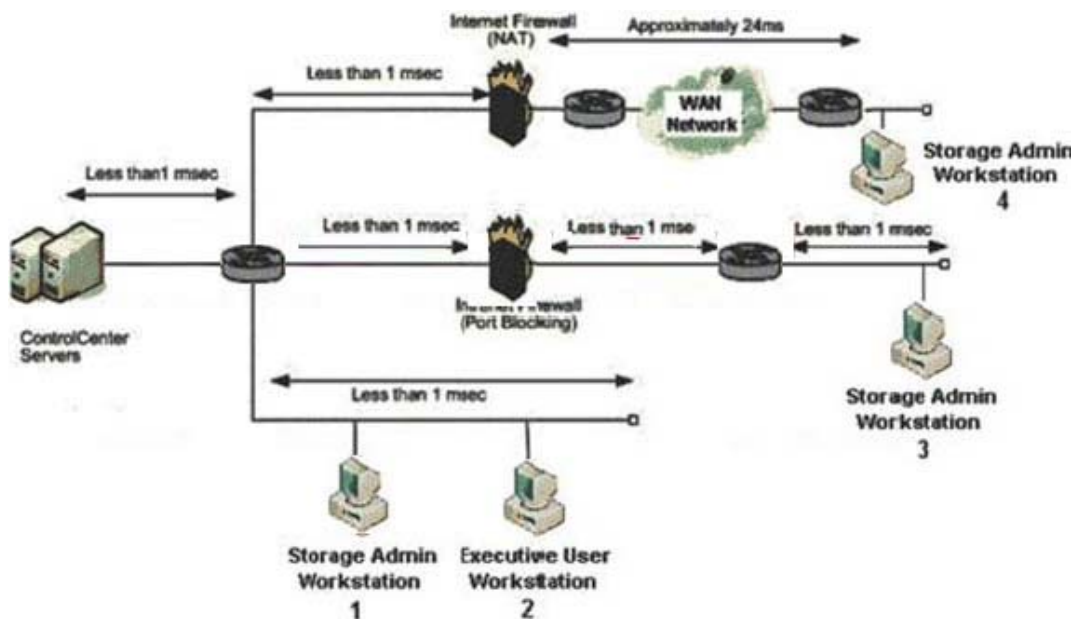 Internet Firewall
(NAT)
Approximately 24ms
Less than 1 msec
WAN
Network
Storage Admin
Workstation
4
Less than1 msec
Less than 1 msec
Less than 1 mse
Less than 1 msec
ControlCenter
Servers
(Port Blocking)
Storage Admin
Workstation
3
Less than 1 msec
Storage Admin
Workstation
1
Executive User
Workstation
2